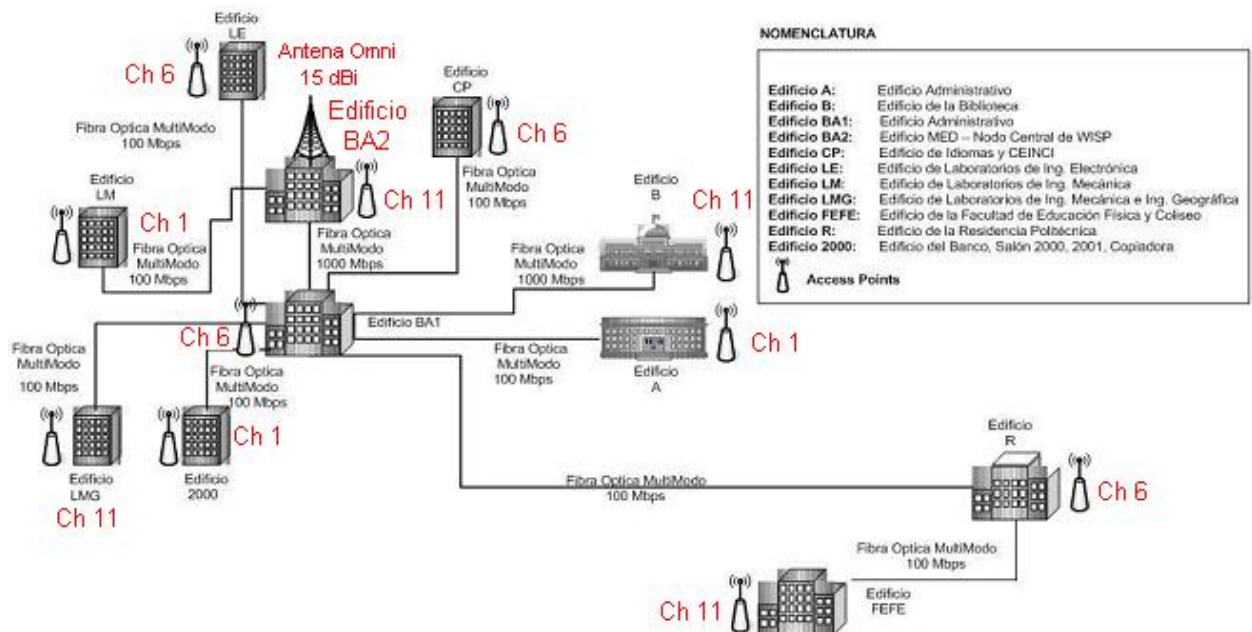 Edificio
LE
Ch 6
Antena Omni
15 dBi
Edificio
BA2
Edificio
CP
Ch 6
Fibra Optica MultiModo
100 Mbps
Fibra Optica
MultiModo
100 Mbps
Ch 11
Edificio
LM
Ch 1
Fibra Optica
MultiModo
100 Mbps
Fibra Optica
MultiModo
1000 Mbps
Fibra Optica
MultiModo
1000 Mbps
Edificio
B
Ch 11
Ch 6
Edificio BA1
Fibra Optica
MultiModo
100 Mbps
Edificio
A
Ch 1
Fibra Optica
MultiModo
100 Mbps
Fibra Optica
MultiModo
100 Mbps
Edificio
LMG
Ch 11
Edificio
2000
Ch 1
Fibra Optica MultiModo
100 Mbps
Edificio
R
Ch 6
Fibra Optica MultiModo
100 Mbps
Ch 11
Edificio
FEFE
NOMENCLATURA
Edificio A: Edificio Administrativo
Edificio B: Edificio de la Biblioteca
Edificio BA1: Edificio Administrativo
Edificio BA2: Edificio MED – Nodo Central de WISP
Edificio CP: Edificio de Idiomas y CEINCI
Edificio LE: Edificio de Laboratorios de Ing. Electrónica
Edificio LM: Edificio de Laboratorios de Ing. Mecánica
Edificio LMG: Edificio de Laboratorios de Ing. Mecánica e Ing. Geográfica
Edificio FEFE: Edificio de la Facultad de Educación Física y Coliseo
Edificio R: Edificio de la Residencia Politécnica
Edificio 2000: Edificio del Banco, Salón 2000, 2001, Copiadora
Access Points